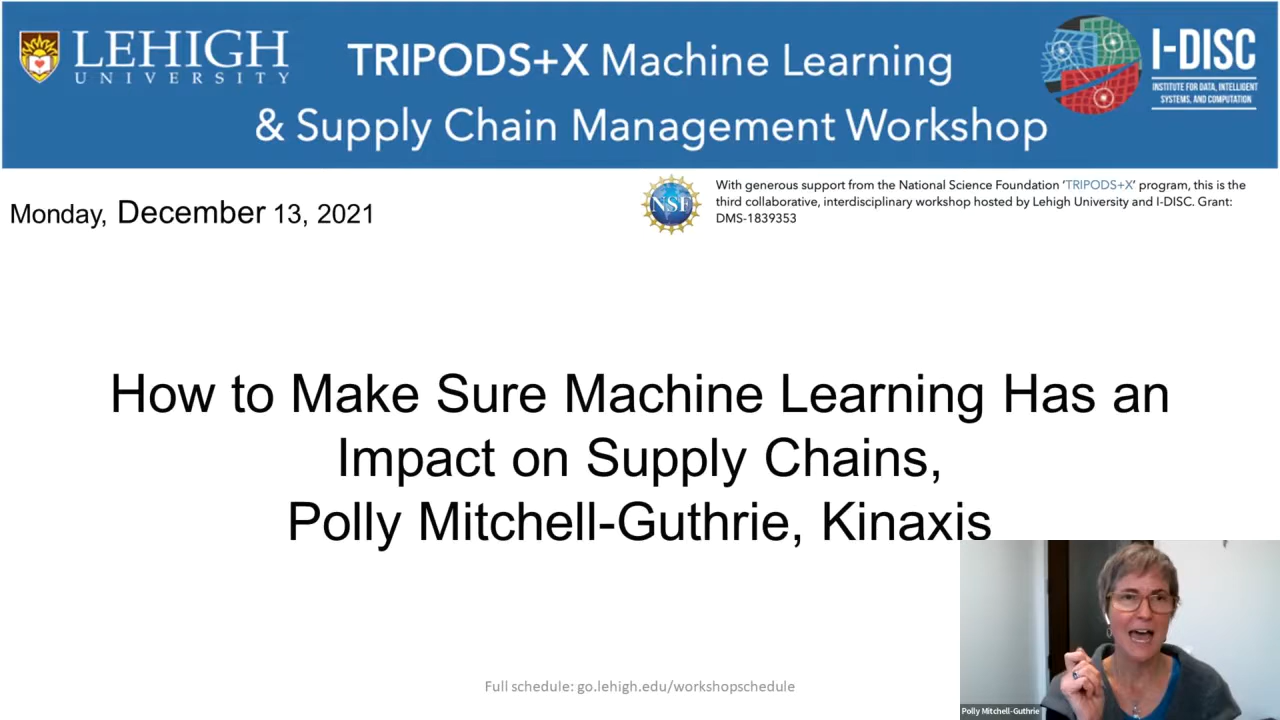 LEHIGH
UNIVERSITY
TRIPODS+X Machine Learning
& Supply Chain Management Workshop
I-DISC
INSTITUTE FOR DATA, INTELLIGENT
SYSTEMS, AND COMPUTATION
Monday, December 13, 2021
NSF
With generous support from the National Science Foundation 'TRIPODS+X' program, this is the
third collaborative, interdisciplinary workshop hosted by Lehigh University and I-DISC. Grant:
DMS-1839353
How to Make Sure Machine Learning Has an
Impact on Supply Chains,
Polly Mitchell-Guthrie, Kinaxis
Full schedule: go.lehigh.edu/workshopschedule
Polly Mitchell-Guthrie